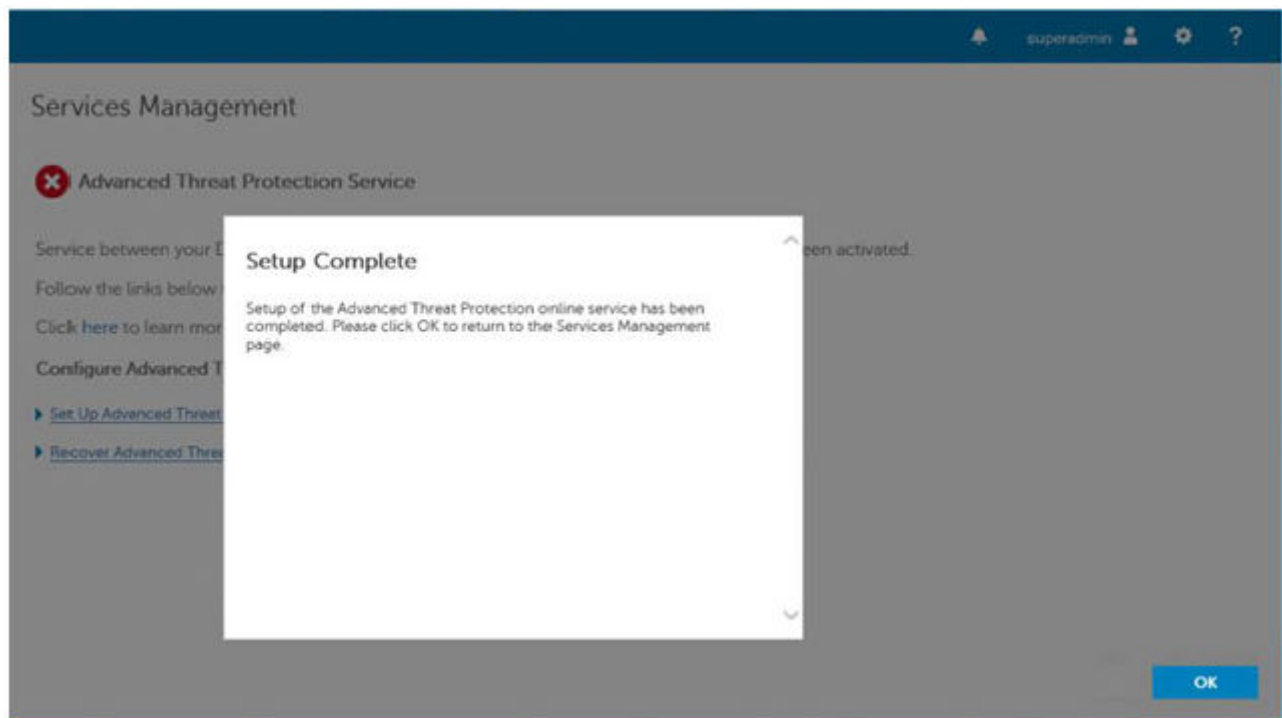 superadmin ?
Services Management
Advanced Threat Protection Service
Service between your een activated.
Follow the links below
Click here to learn mor
Configure Advanced T
Set Up Advanced Threat
Recover Advanced Threa
Setup Complete
Setup of the Advanced Threat Protection online service has been
completed. Please click OK to return to the Services Management
page.
OK